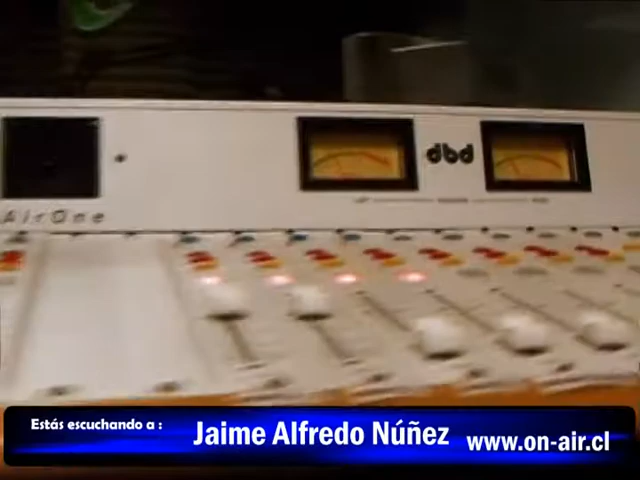 dbd
AirOne
Estás escuchando a :
Jaime Alfredo Núñez
www.on-air.cl